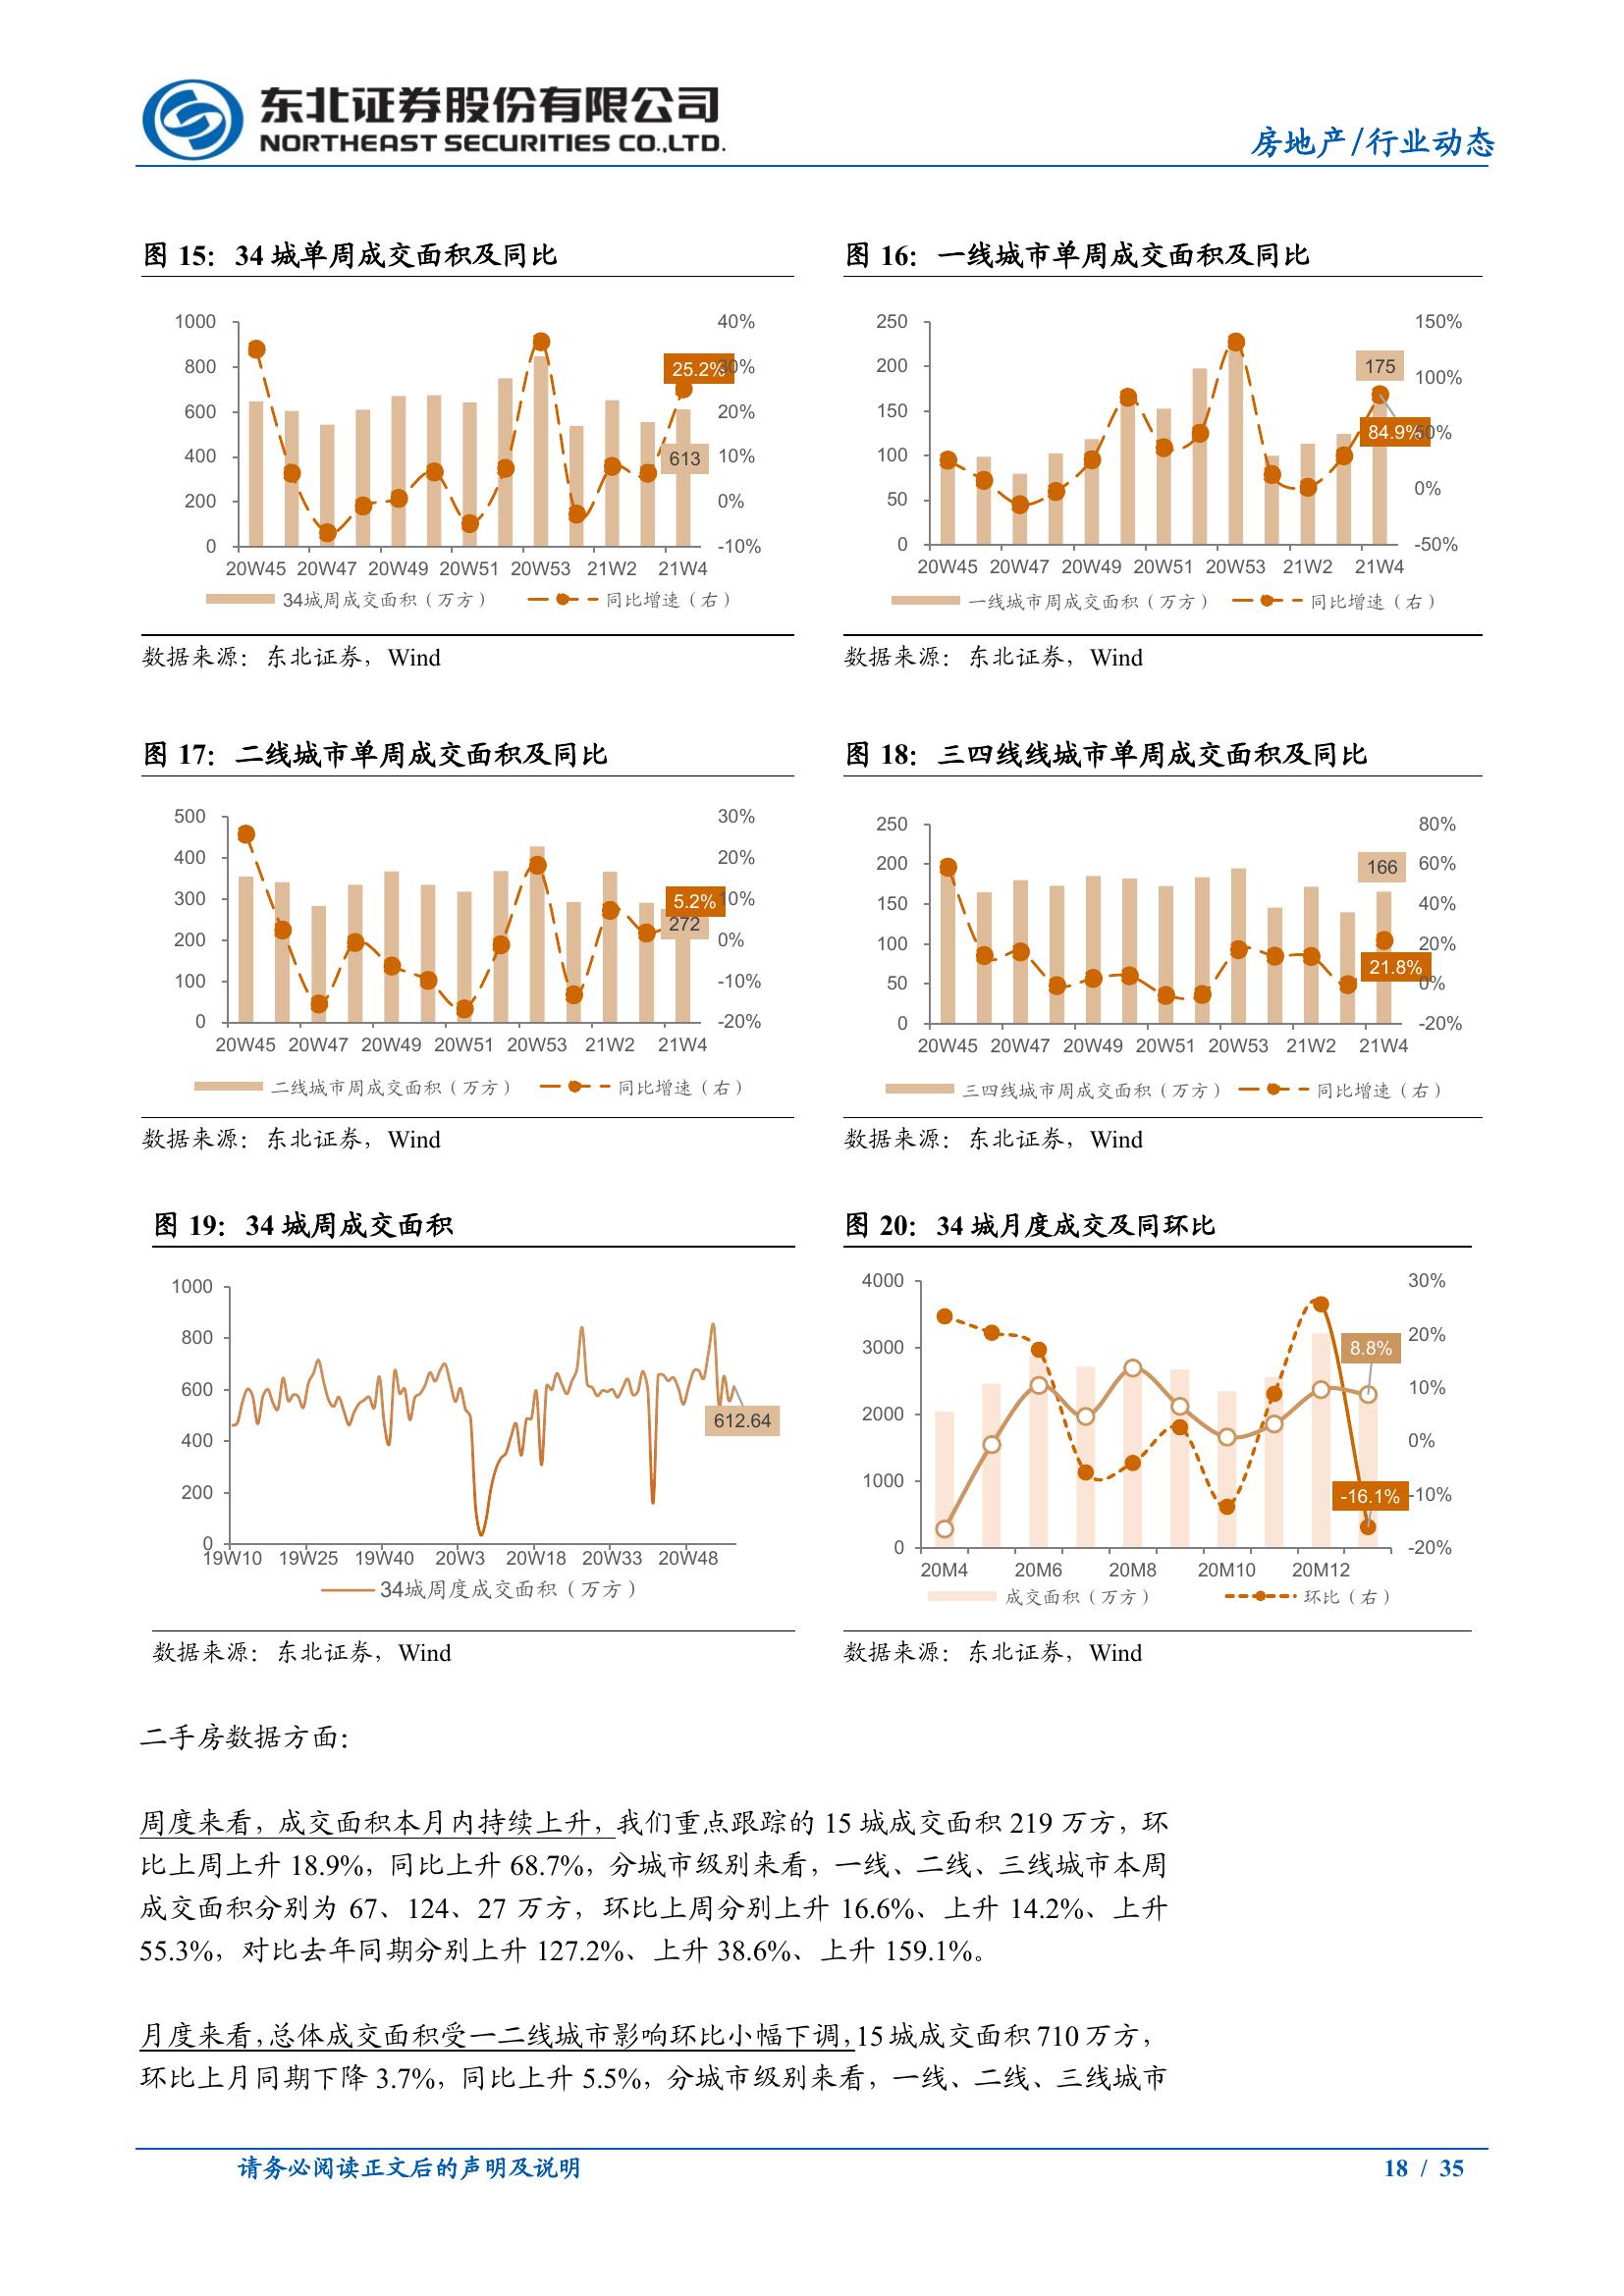 东北证券股份有限公司
NORTHEAST SECURITIES CO.,LTD.
房地产/行业动态
图 15：34 城单周成交面积及同比
1000
800
600
400
200
0
40%
30%
20%
10%
0%
-10%
25.2%
613
20W45 20W47 20W49 20W51 20W53 21W2 21W4
34城周成交面积（万方） 同比增速（右）
数据来源：东北证券，Wind
图 16：一线城市单周成交面积及同比
250
200
150
100
50
0
150%
100%
50%
0%
-50%
175
84.9%
20W45 20W47 20W49 20W51 20W53 21W2 21W4
一线城市周成交面积（万方） 同比增速（右）
数据来源：东北证券，Wind
图 17：二线城市单周成交面积及同比
500
400
300
200
100
0
30%
20%
10%
0%
-10%
-20%
5.2%
272
20W45 20W47 20W49 20W51 20W53 21W2 21W4
二线城市周成交面积（万方） 同比增速（右）
数据来源：东北证券，Wind
图 18：三四线线城市单周成交面积及同比
250
200
150
100
50
0
80%
60%
40%
20%
0%
-20%
166
21.8%
20W45 20W47 20W49 20W51 20W53 21W2 21W4
三四线城市周成交面积（万方） 同比增速（右）
数据来源：东北证券，Wind
图 19：34 城周成交面积
1000
800
600
400
200
0
612.64
19W10 19W25 19W40 20W3 20W18 20W33 20W48
34城周度成交面积（万方）
数据来源：东北证券，Wind
图 20：34 城月度成交及同环比
4000
3000
2000
1000
0
30%
20%
10%
0%
-10%
-20%
8.8%
-16.1%
20M4 20M6 20M8 20M10 20M12
成交面积（万方） 环比（右）
数据来源：东北证券，Wind
二手房数据方面：
周度来看，成交面积本月内持续上升，我们重点跟踪的 15 城成交面积 219 万方，环
比上周上升 18.9%，同比上升 68.7%，分城市级别来看，一线、二线、三线城市本周
成交面积分别为 67、124、27 万方，环比上周分别上升 16.6%、上升 14.2%、上升
55.3%，对比去年同期分别上升 127.2%、上升 38.6%、上升 159.1%。
月度来看，总体成交面积受一二线城市影响环比小幅下调，15 城成交面积 710 万方，
环比上月同期下降 3.7%，同比上升 5.5%，分城市级别来看，一线、二线、三线城市
请务必阅读正文后的声明及说明
18 / 35